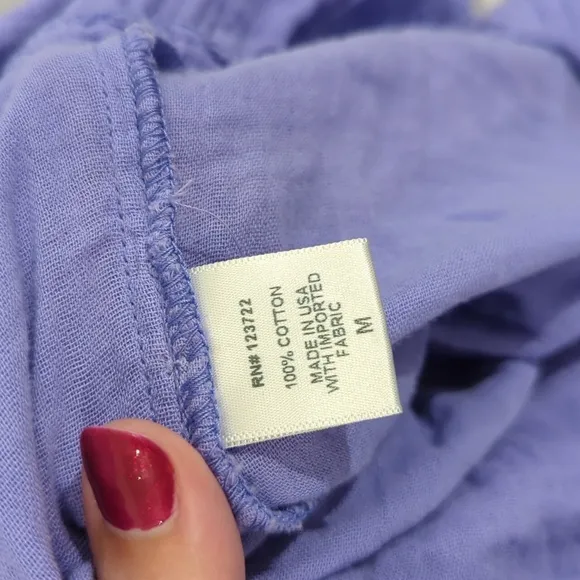 RN# 123722
100% COTTON
MADE IN USA
WITH IMPORTED
FABRIC
M